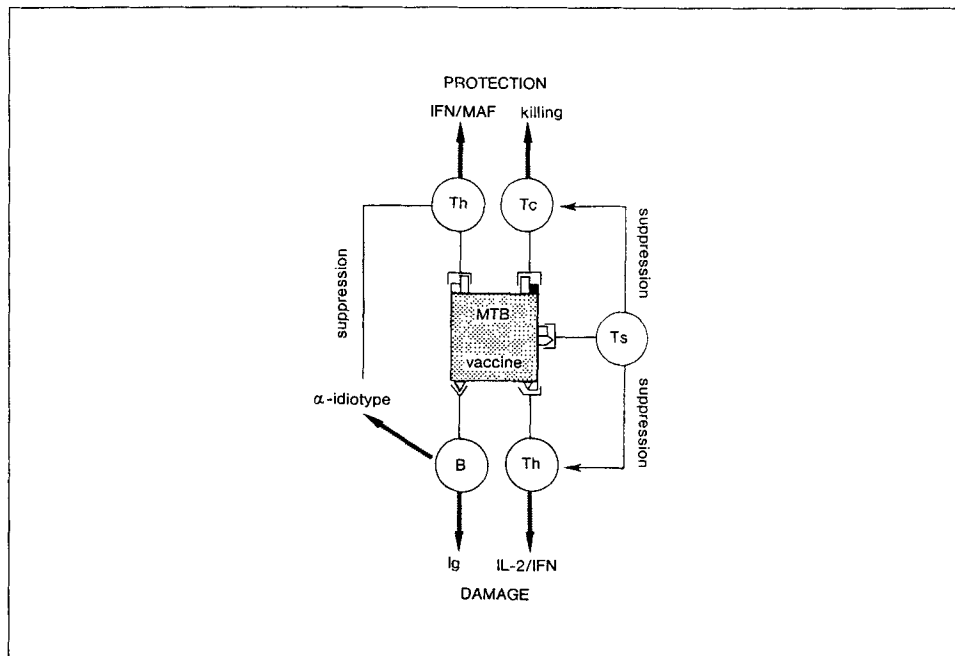 PROTECTION
IFN/MAF killing
Th Tc
suppression
suppression
MTB
vaccine
Ts
α-idiotype
suppression
B Th
Ig IL-2/IFN
DAMAGE